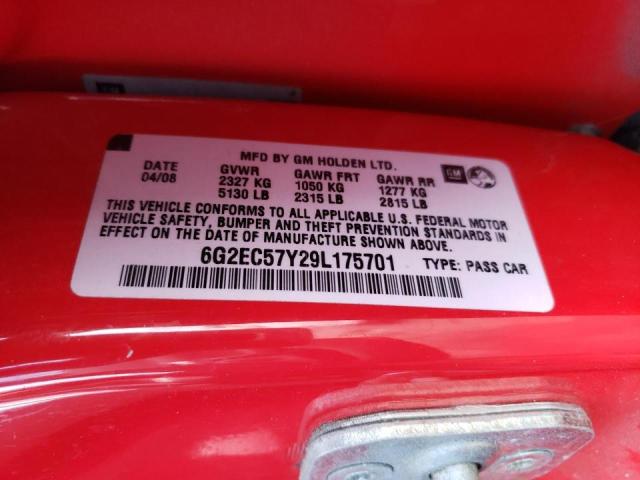 MFD BY GM HOLDEN LTD.
DATE GVWR GAWR FRT GAWR RR
04/08 2327 KG 1050 KG 1277 KG
5130 LB 2315 LB 2815 LB
THIS VEHICLE CONFORMS TO ALL APPLICABLE U.S. FEDERAL MOTOR
VEHICLE SAFETY, BUMPER AND THEFT PREVENTION STANDARDS IN
EFFECT ON THE DATE OF MANUFACTURE SHOWN ABOVE.
6G2EC57Y29L175701 TYPE: PASS CAR
GM